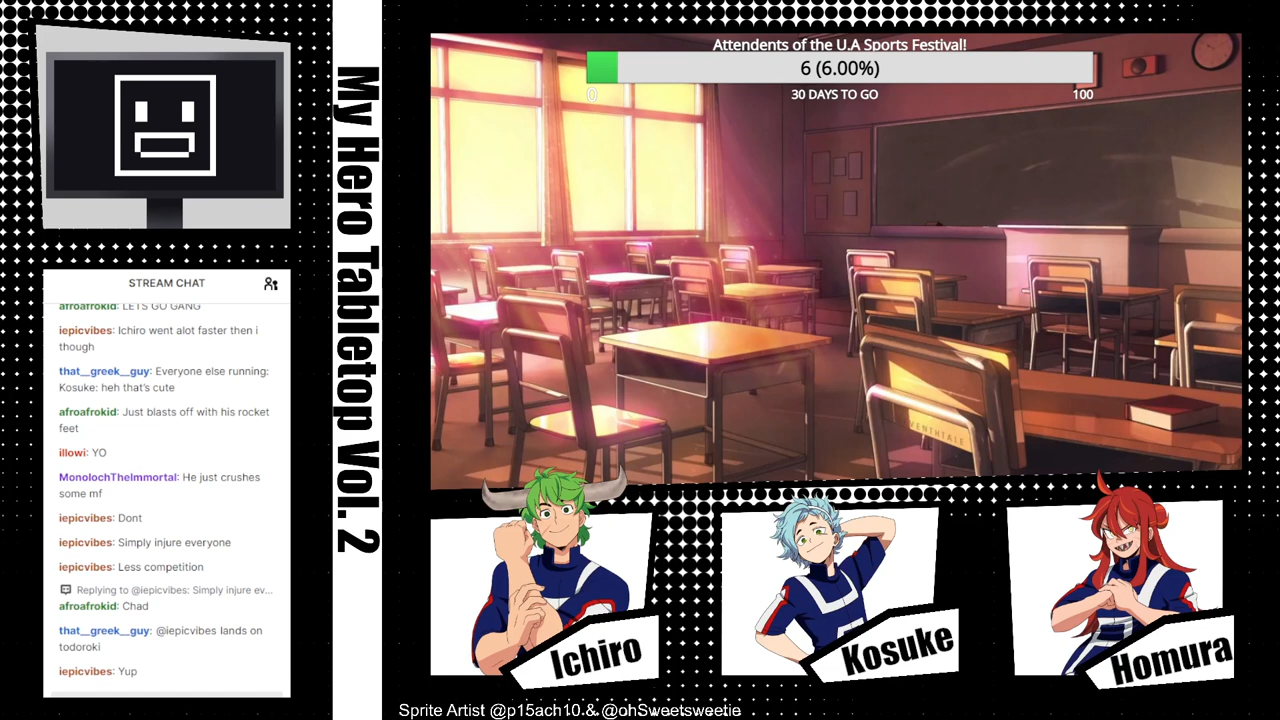 Attendents of the U.A Sports Festival!
6 (6.00%)
0
30 DAYS TO GO
100
My Hero Tabletop Vol. 2
STREAM CHAT
afroafrokid: LETS GO GANG
iepicvibes: Ichiro went alot faster then i
though
that__greek__guy: Everyone else running:
Kosuke: heh that's cute
afroafrokid: Just blasts off with his rocket
feet
illowi: YO
MonolochTheImmortal: He just crushes
some mf
iepicvibes: Dont
iepicvibes: Simply injure everyone
iepicvibes: Less competition
Replying to @iepicvibes: Simply injure ev...
afroafrokid: Chad
that__greek__guy: @iepicvibes lands on
todoroki
iepicvibes: Yup
Ichiro
Kosuke
Homura
Sprite Artist @p15ach10 & @ohSweetsweetie